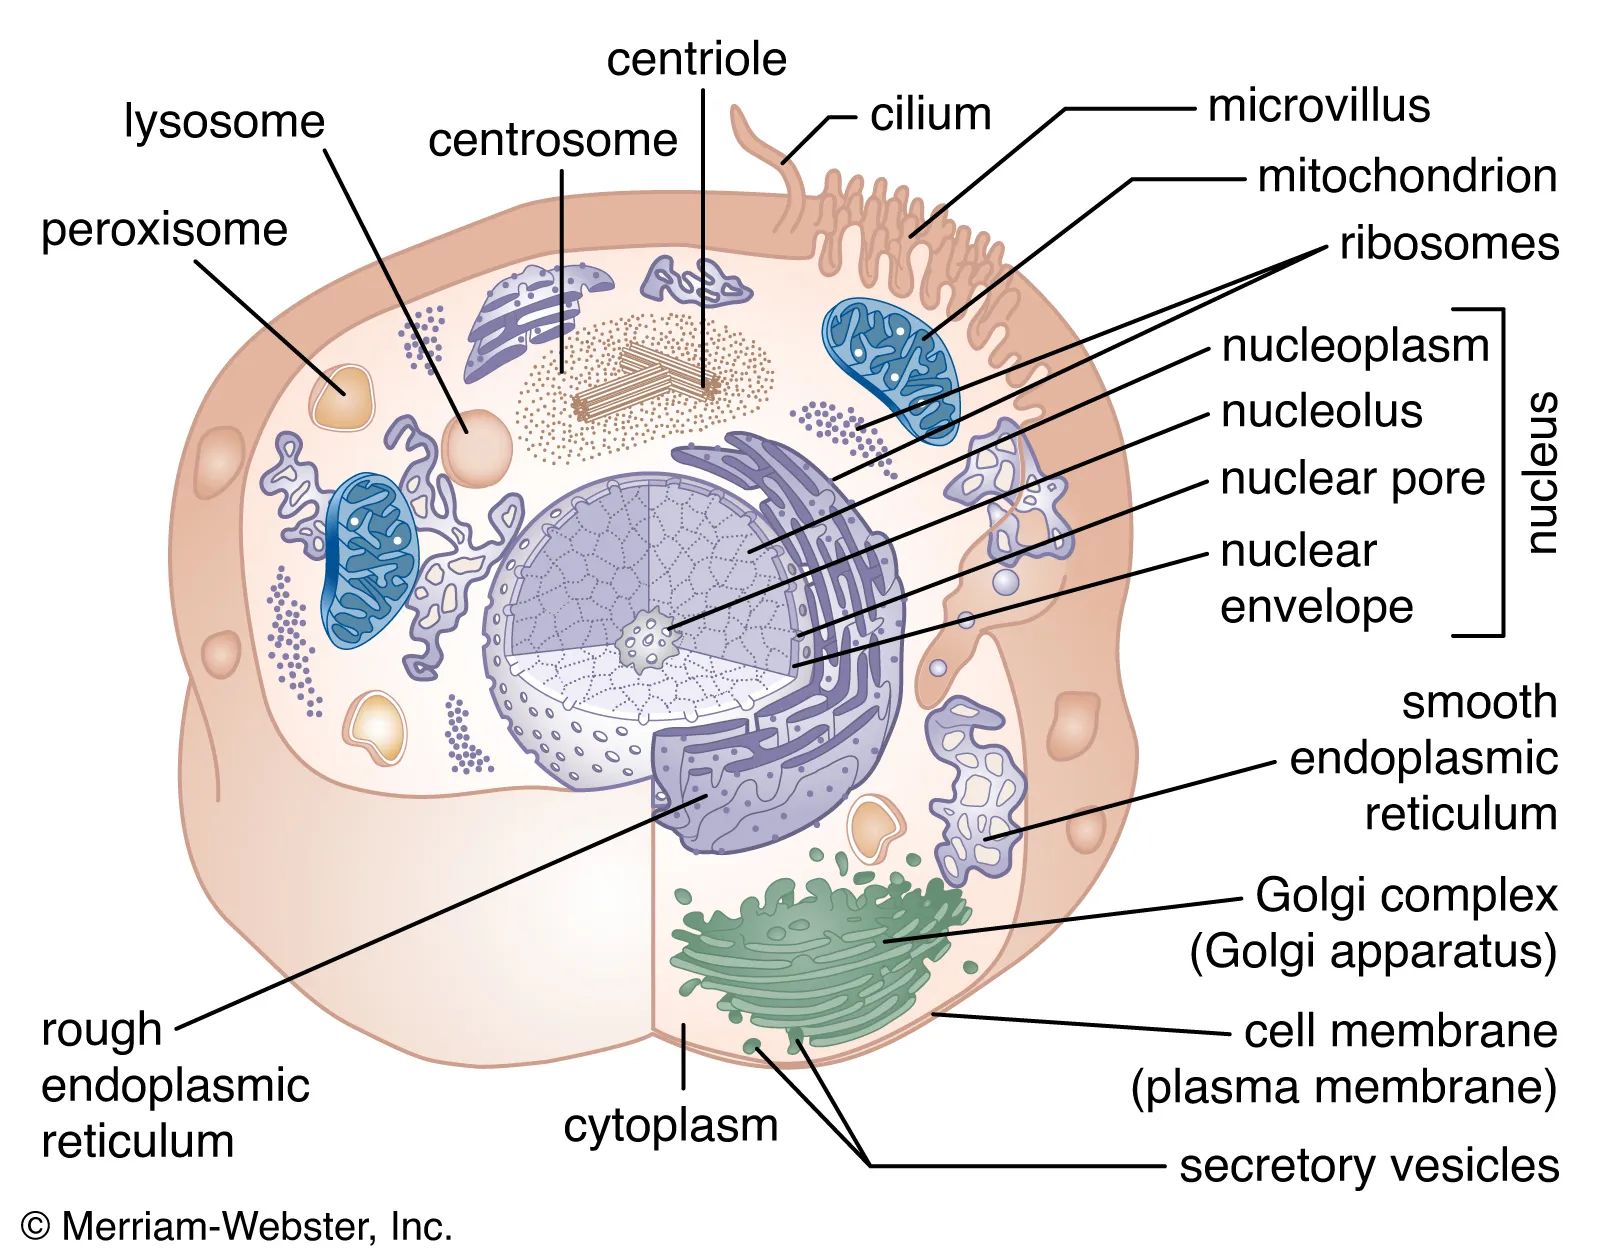 centriole
lysosome
centrosome
cilium
microvillus
mitochondrion
peroxisome
ribosomes
nucleoplasm
nucleolus
nuclear pore
nuclear
envelope
nucleus
smooth
endoplasmic
reticulum
Golgi complex
(Golgi apparatus)
rough
endoplasmic
reticulum
cell membrane
(plasma membrane)
cytoplasm
secretory vesicles
© Merriam-Webster, Inc.